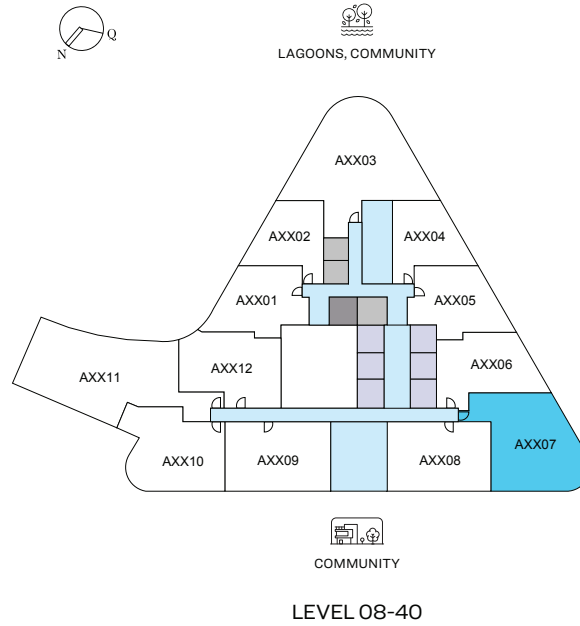 N
Q
LAGOONS, COMMUNITY
AXX03
AXX02
AXX04
AXX01
AXX05
AXX11
AXX12
AXX06
AXX10
AXX09
AXX08
AXX07
COMMUNITY
LEVEL 08-40